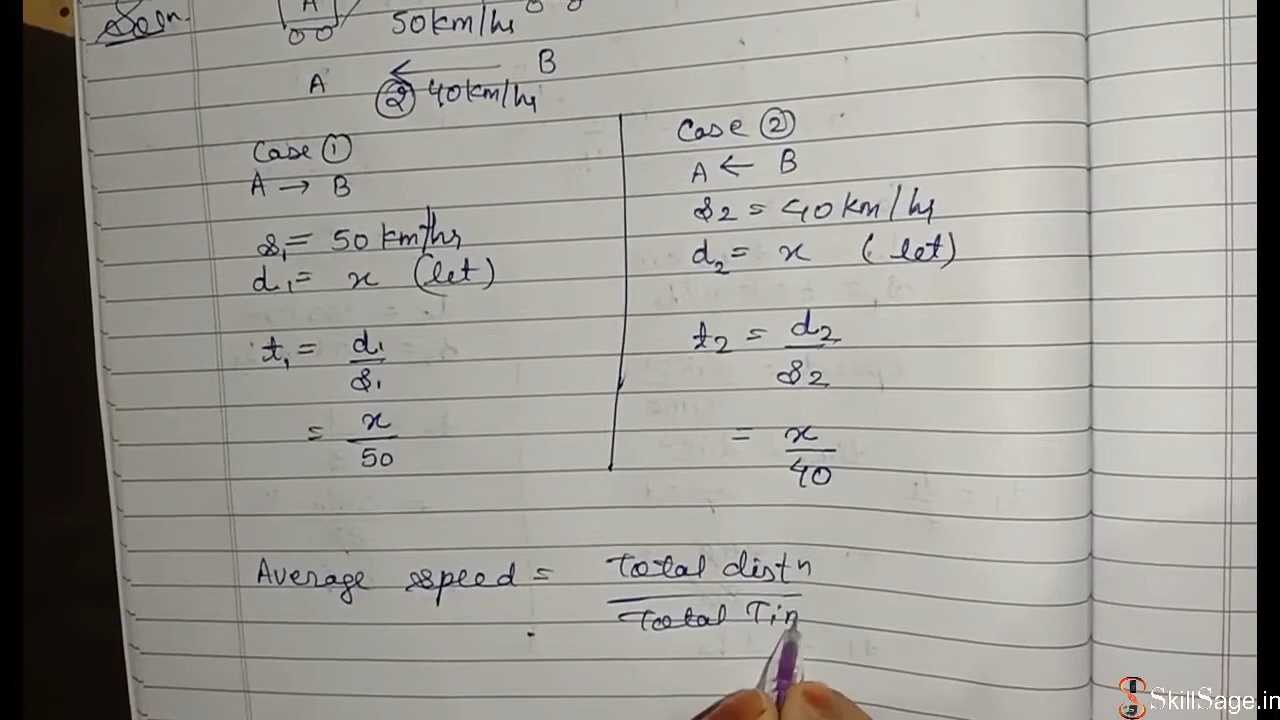 Soln.
A
50km/hr
A ← B
② 40km/hr
Case ①
A → B
s₁ = 50 km/hr
d₁ = x (let)
t₁ = d₁/s₁
= x/50
Case ②
A ← B
s2 = 40 km/hr
d₂ = x (let)
t₂ = d₂/s₂
= x/40
Average speed = Total distn
Total Tim
SkillSage.in